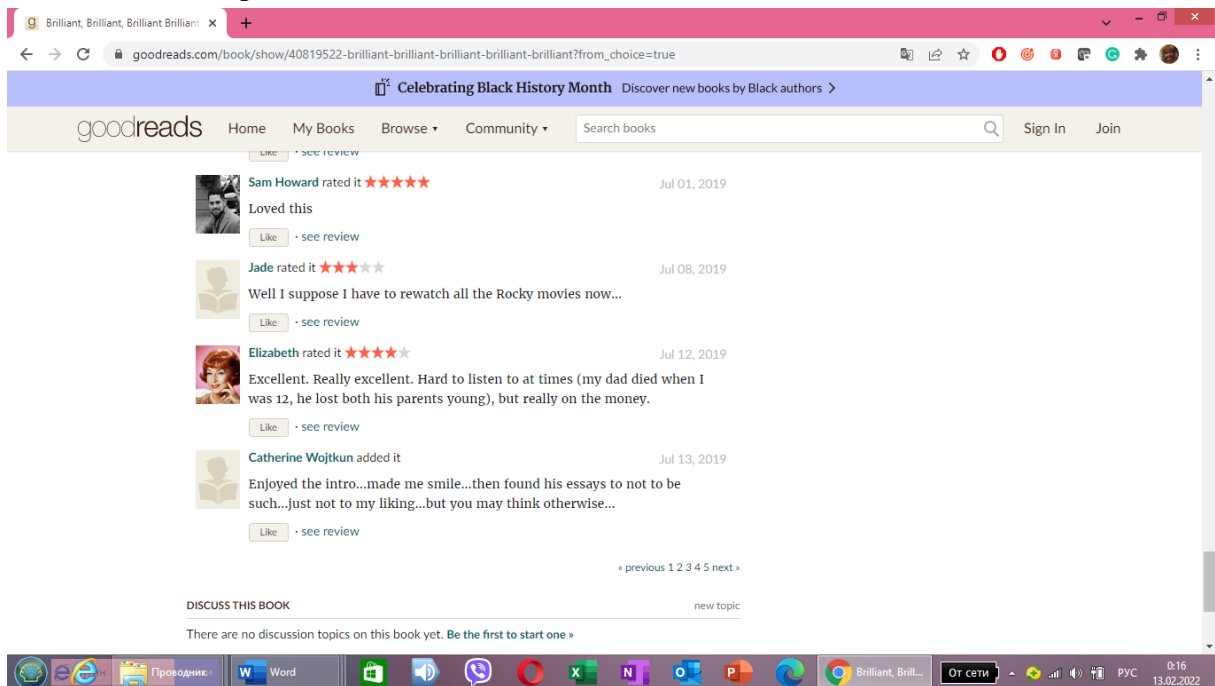 Brilliant, Brilliant, Brilliant Brilliant
goodreads.com/book/show/40819522-brilliant-brilliant-brilliant-brilliant-brilliant?from_choice=true
Celebrating Black History Month Discover new books by Black authors
goodreads Home My Books Browse Community Search books Sign In Join
Like · see review
Sam Howard rated it Jul 01, 2019
Loved this
Like · see review
Jade rated it Jul 08, 2019
Well I suppose I have to rewatch all the Rocky movies now...
Like · see review
Elizabeth rated it Jul 12, 2019
Excellent. Really excellent. Hard to listen to at times (my dad died when I
was 12, he lost both his parents young), but really on the money.
Like · see review
Catherine Wojtkun added it Jul 13, 2019
Enjoyed the intro...made me smile...then found his essays to not to be
such...just not to my liking...but you may think otherwise...
Like · see review
« previous 1 2 3 4 5 next »
DISCUSS THIS BOOK new topic
There are no discussion topics on this book yet. Be the first to start one »
Проводник Word Brilliant, Brill... От сети РУС 0:16
13.02.2022